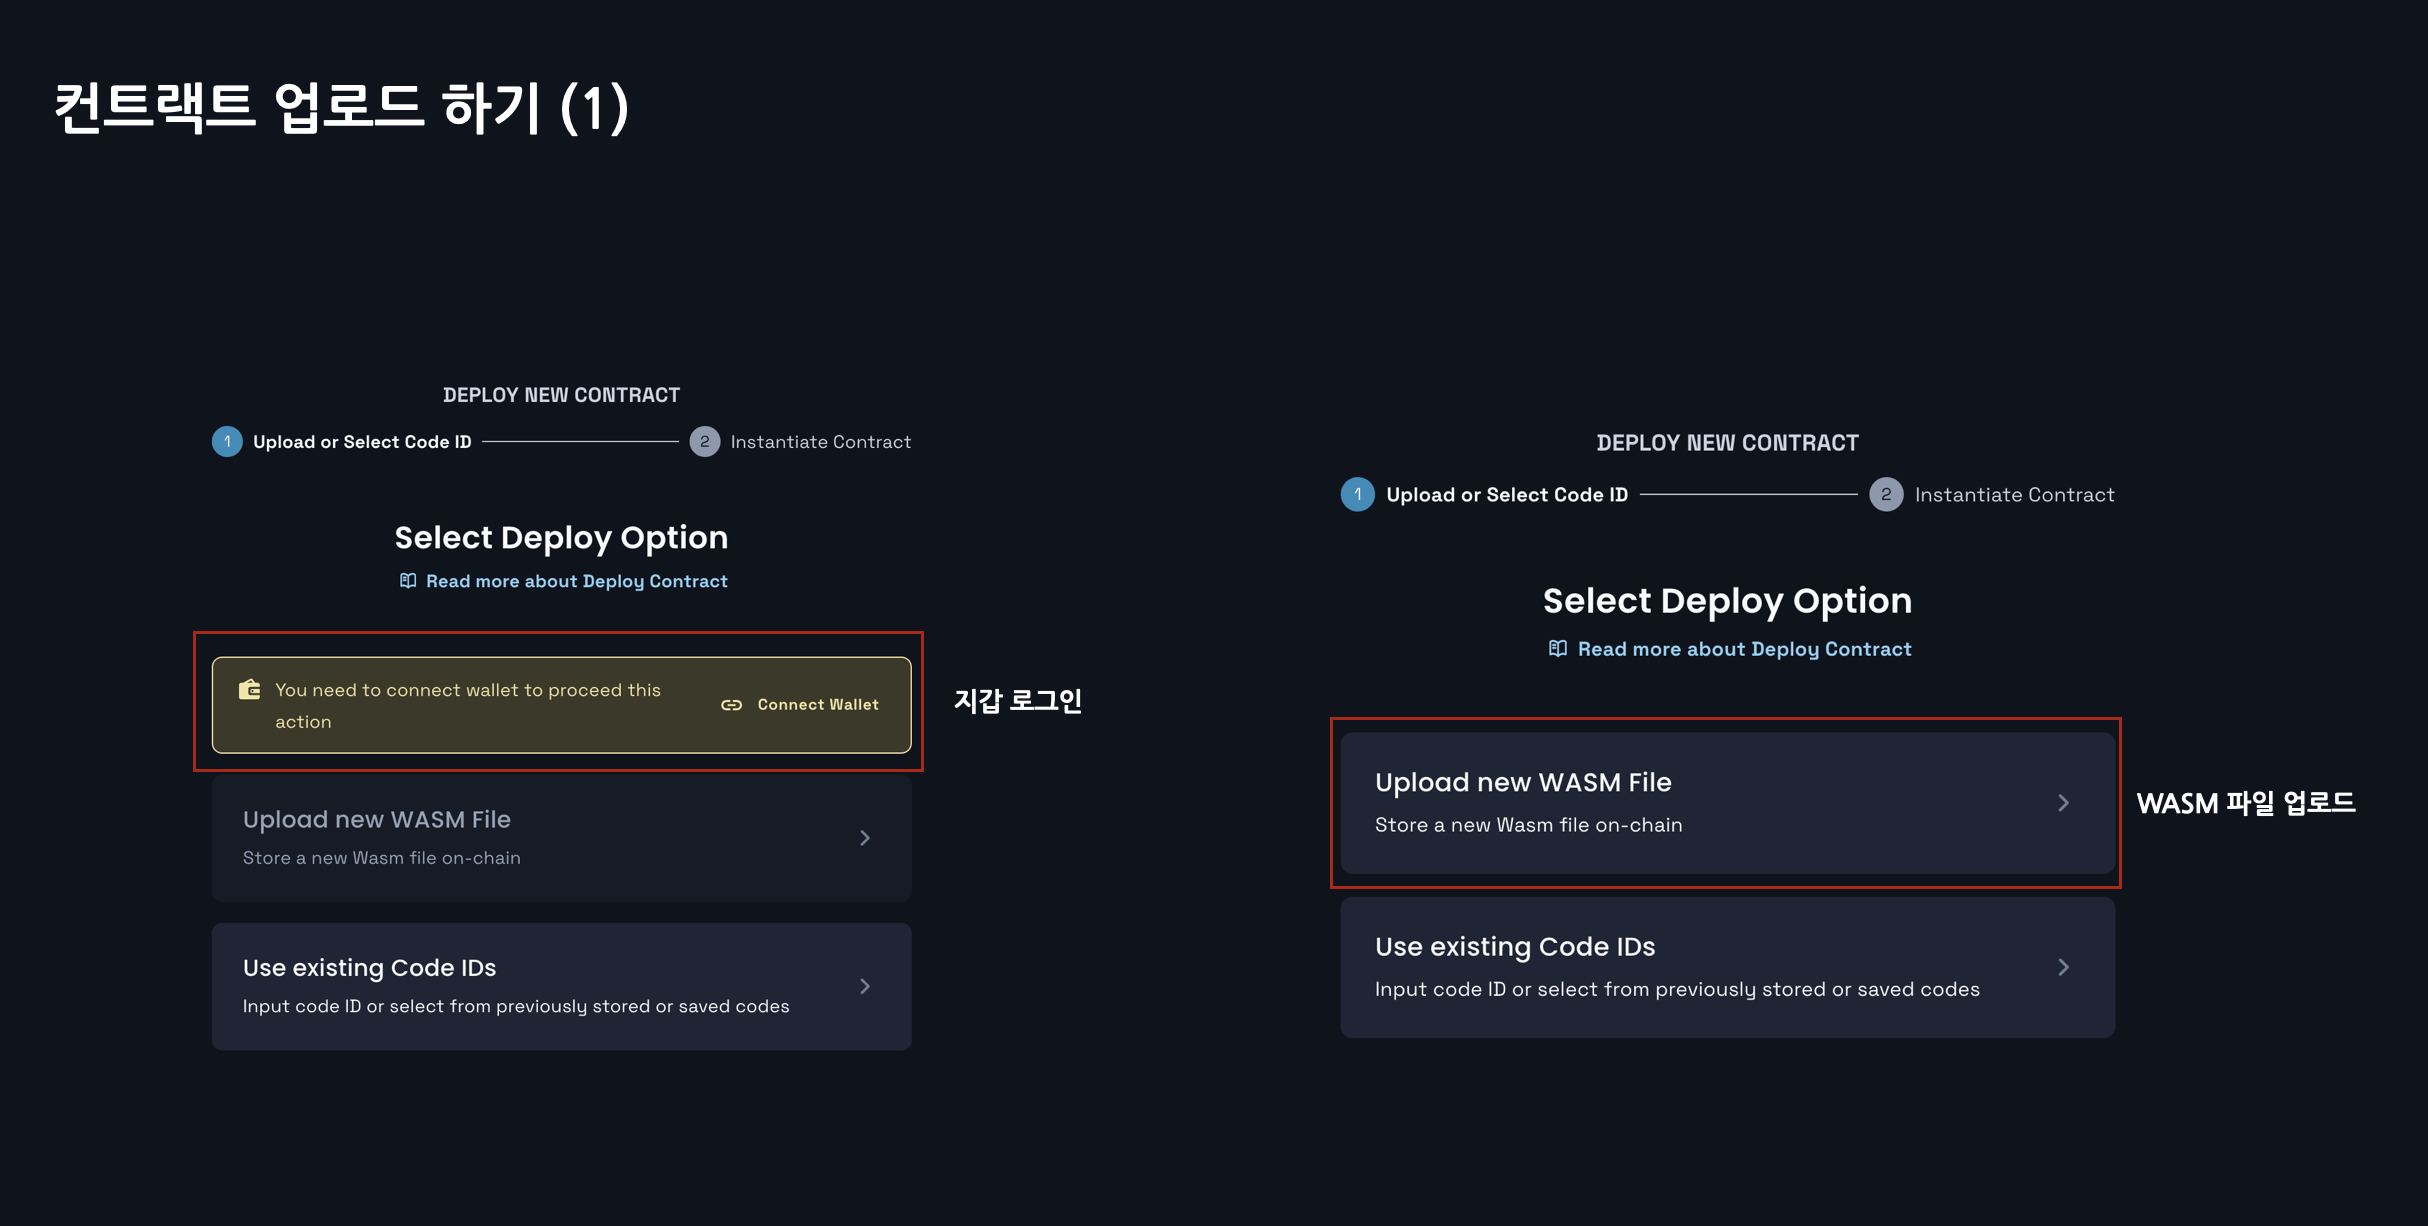 컨트랙트 업로드 하기 (1)
DEPLOY NEW CONTRACT
1 Upload or Select Code ID 2 Instantiate Contract
Select Deploy Option
Read more about Deploy Contract
You need to connect wallet to proceed this
action
Connect Wallet
지갑 로그인
Upload new WASM File
Store a new Wasm file on-chain
Use existing Code IDs
Input code ID or select from previously stored or saved codes
DEPLOY NEW CONTRACT
1 Upload or Select Code ID 2 Instantiate Contract
Select Deploy Option
Read more about Deploy Contract
Upload new WASM File
Store a new Wasm file on-chain
WASM 파일 업로드
Use existing Code IDs
Input code ID or select from previously stored or saved codes